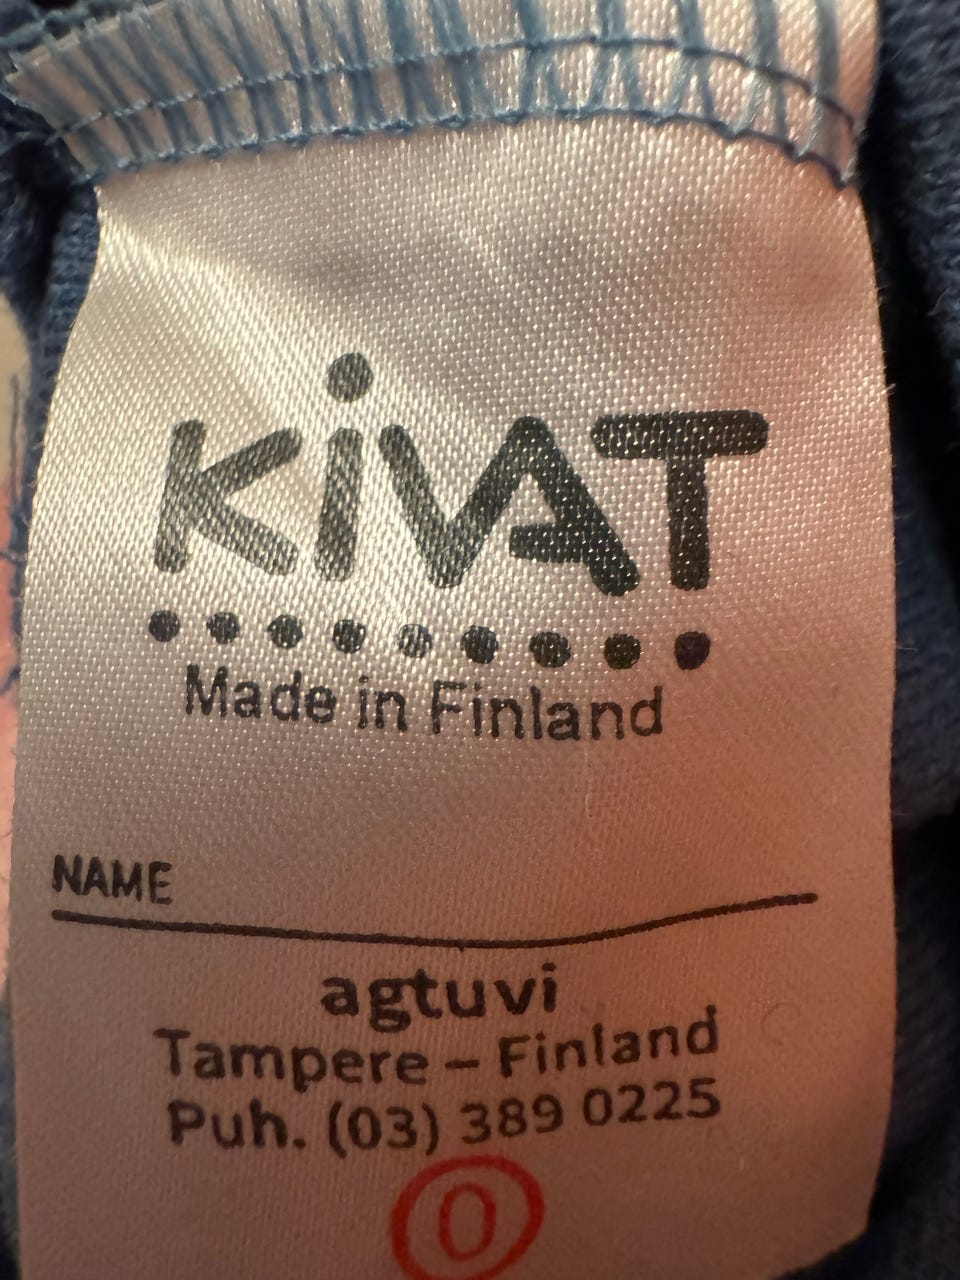 KiVAT
Made in Finland
NAME
agtuvi
Tampere – Finland
Puh. (03) 389 0225
0